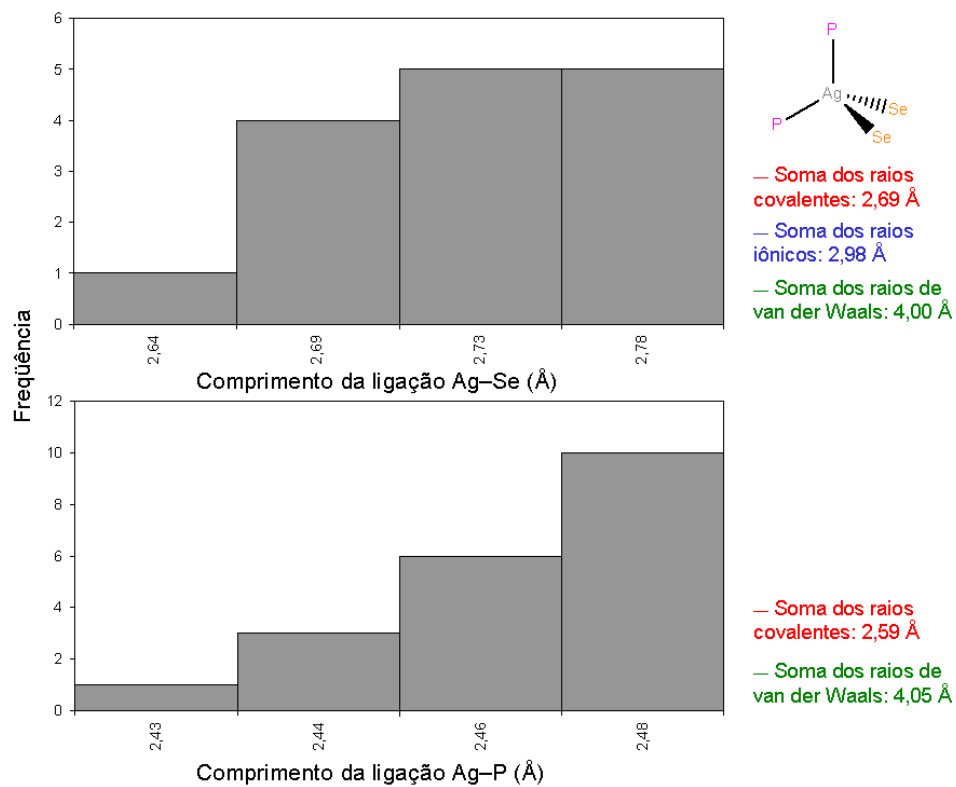 6
5
4
3
2
1
0
2,64
2,69
2,73
2,78
Comprimento da ligação Ag–Se (Å)
P
Ag
Se
P
Se
— Soma dos raios
covalentes: 2,69 Å
— Soma dos raios
iônicos: 2,98 Å
— Soma dos raios de
van der Waals: 4,00 Å
Freqüência
12
10
8
6
4
2
0
2,43
2,44
2,46
2,48
Comprimento da ligação Ag–P (Å)
— Soma dos raios
covalentes: 2,59 Å
— Soma dos raios de
van der Waals: 4,05 Å